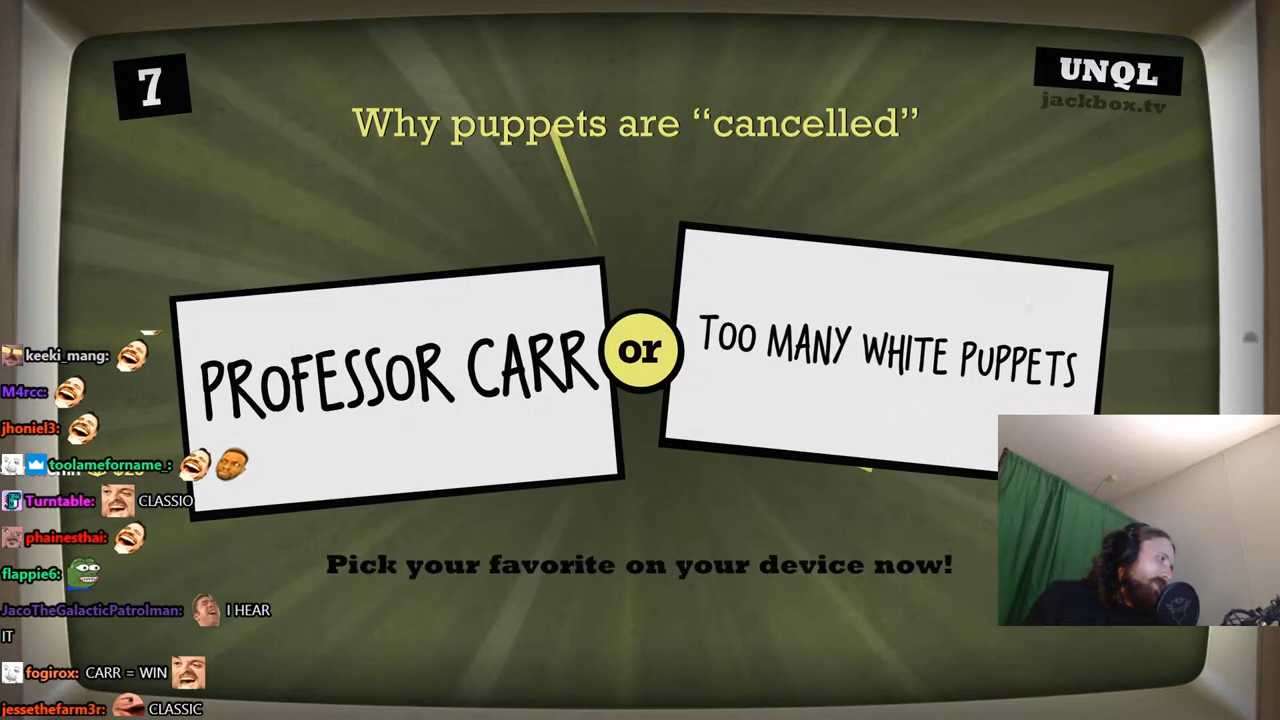 7
UNQL
jackbox.tv
Why puppets are “cancelled”
PROFESSOR CARR
or
TOO MANY WHITE PUPPETS
Pick your favorite on your device now!
keeki_mang:
M4rcc:
jhoniel3:
toolameforname_:
Turntable: CLASSIC
phainesthai:
flappie6:
JacoTheGalacticPatrolman: I HEAR
IT
fogirox: CARR = WIN
jessethefarm3r: CLASSIC